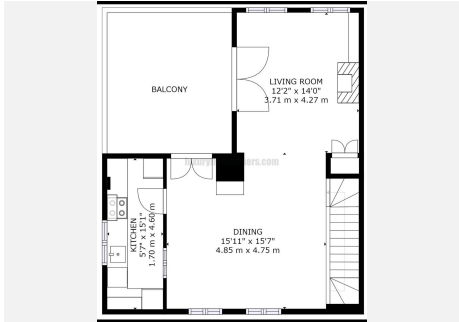 LIVING ROOM
12'2" x 14'0"
3.71 m x 4.27 m
BALCONY
KITCHEN
5'7" x 15'1"
1.70 m x 4.60 m
DINING
15'11" x 15'7"
4.85 m x 4.75 m